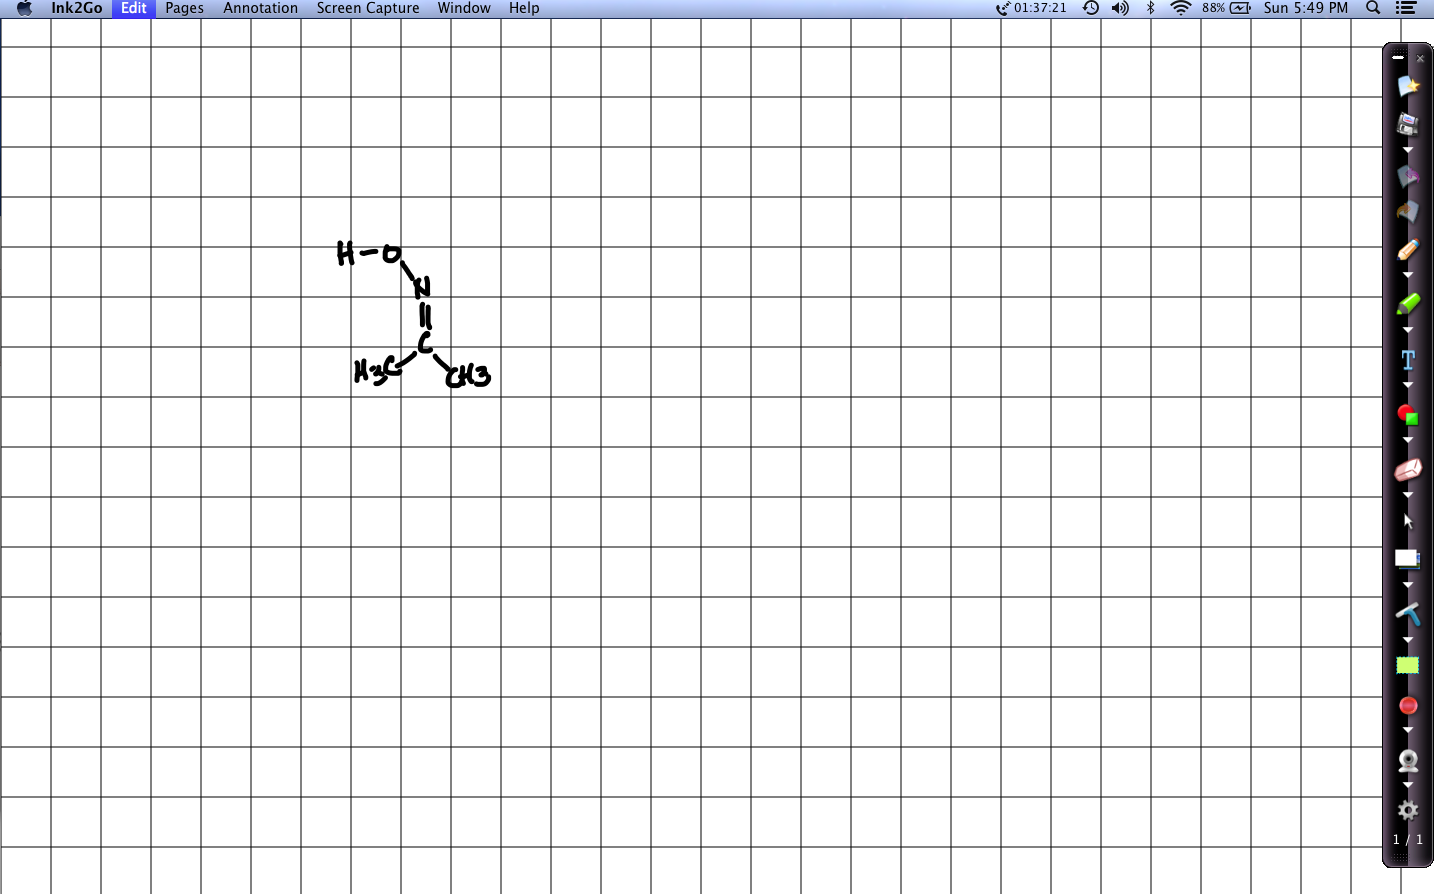 Ink2Go Edit Pages Annotation Screen Capture Window Help 01:37:21 88% Sun 5:49 PM
H-O
N
C
H3C CH3
T
1 / 1